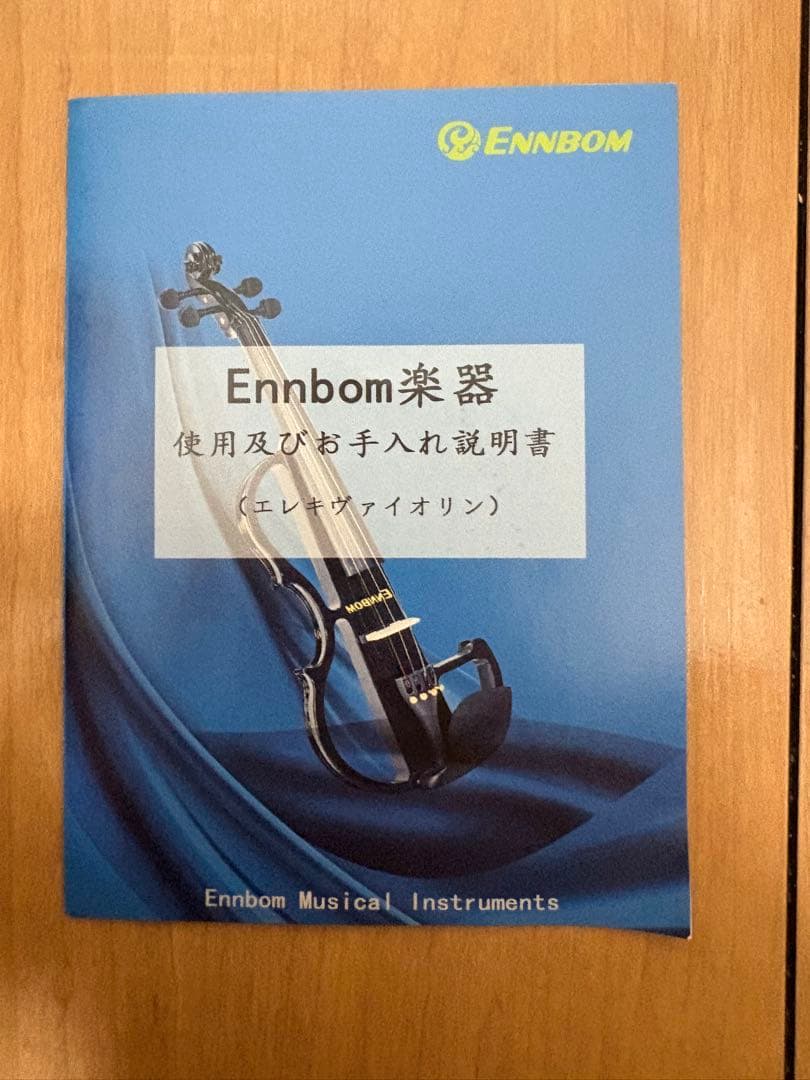 ENNBOM
Ennbom楽器
使用及びお手入れ説明書
(エレキヴァイオリン)
ENNBOM
Ennbom Musical Instruments